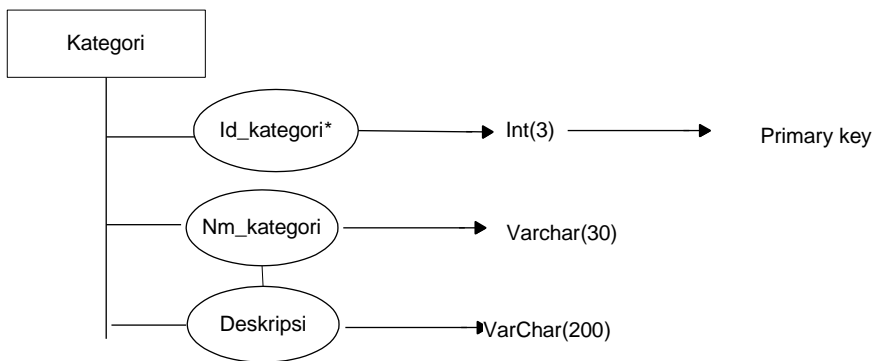 Kategori
Id_kategori*
Int(3)
Primary key
Nm_kategori
Varchar(30)
Deskripsi
VarChar(200)